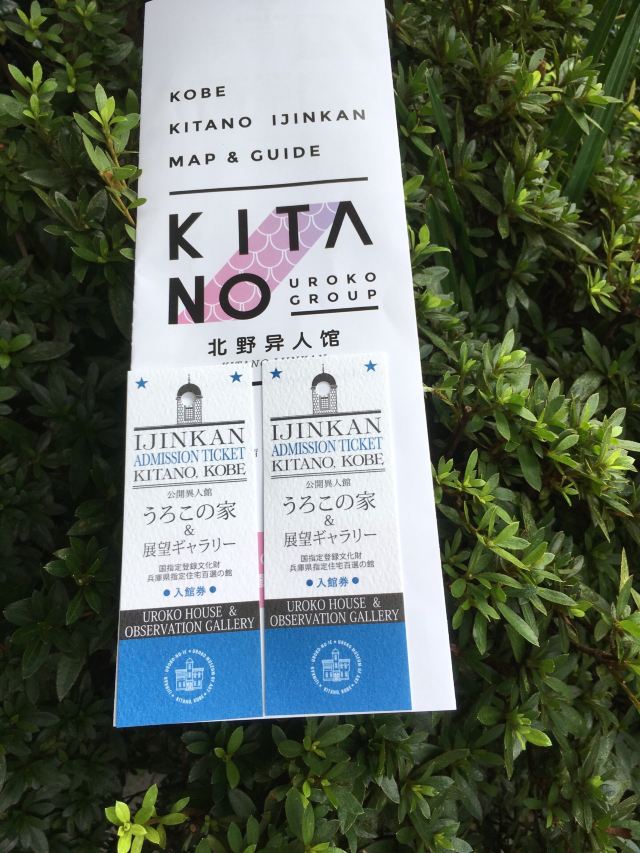 KOBE
KITANO IJINKAN
MAP & GUIDE
KITA
NO UROKO
GROUP
北野异人馆
IJINKAN
ADMISSION TICKET
KITANO, KOBE
公開異人館
うろこの家
&
展望ギャラリー
国指定登録文化財
兵庫県指定住宅百選の館
● 入館券 ●
UROKO HOUSE &
OBSERVATION GALLERY
IJINKAN
ADMISSION TICKET
KITANO, KOBE
公開異人館
うろこの家
&
展望ギャラリー
国指定登録文化財
兵庫県指定住宅百選の館
● 入館券 ●
UROKO HOUSE &
OBSERVATION GALLERY